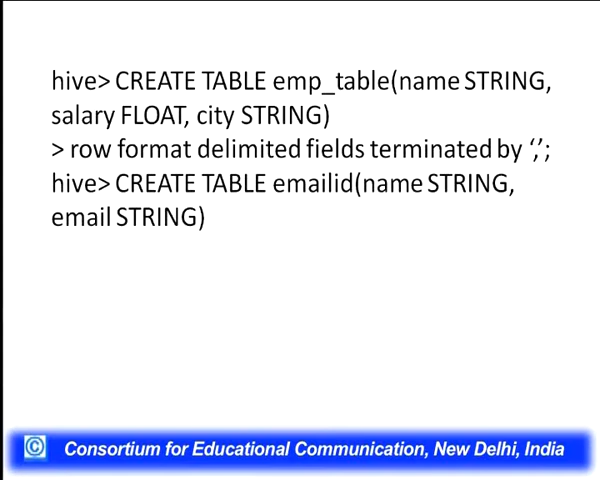 hive> CREATE TABLE emp_table(name STRING,
salary FLOAT, city STRING)
> row format delimited fields terminated by ‘,’;
hive> CREATE TABLE emailid(name STRING,
email STRING)
© Consortium for Educational Communication, New Delhi, India